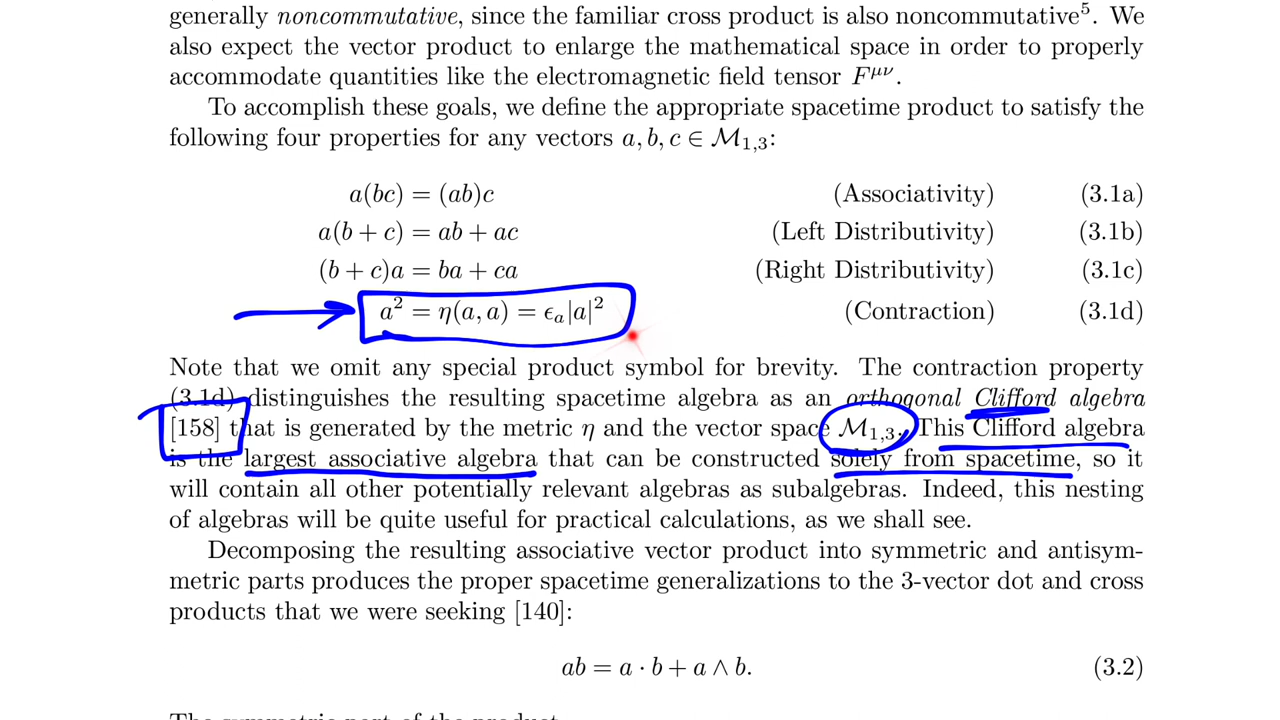 generally noncommutative, since the familiar cross product is also noncommutative⁵. We
also expect the vector product to enlarge the mathematical space in order to properly
accommodate quantities like the electromagnetic field tensor F^μν.
To accomplish these goals, we define the appropriate spacetime product to satisfy the
following four properties for any vectors a, b, c ∈ ℳ₁,₃:
a(bc) = (ab)c (Associativity) (3.1a)
a(b + c) = ab + ac (Left Distributivity) (3.1b)
(b + c)a = ba + ca (Right Distributivity) (3.1c)
a² = η(a, a) = ϵₐ|a|² (Contraction) (3.1d)
Note that we omit any special product symbol for brevity. The contraction property
(3.1d) distinguishes the resulting spacetime algebra as an orthogonal Clifford algebra
[158] that is generated by the metric η and the vector space ℳ₁,₃. This Clifford algebra
is the largest associative algebra that can be constructed solely from spacetime, so it
will contain all other potentially relevant algebras as subalgebras. Indeed, this nesting
of algebras will be quite useful for practical calculations, as we shall see.
Decomposing the resulting associative vector product into symmetric and antisym-
metric parts produces the proper spacetime generalizations to the 3-vector dot and cross
products that we were seeking [140]:
ab = a · b + a ∧ b. (3.2)
The symmetric part of the product